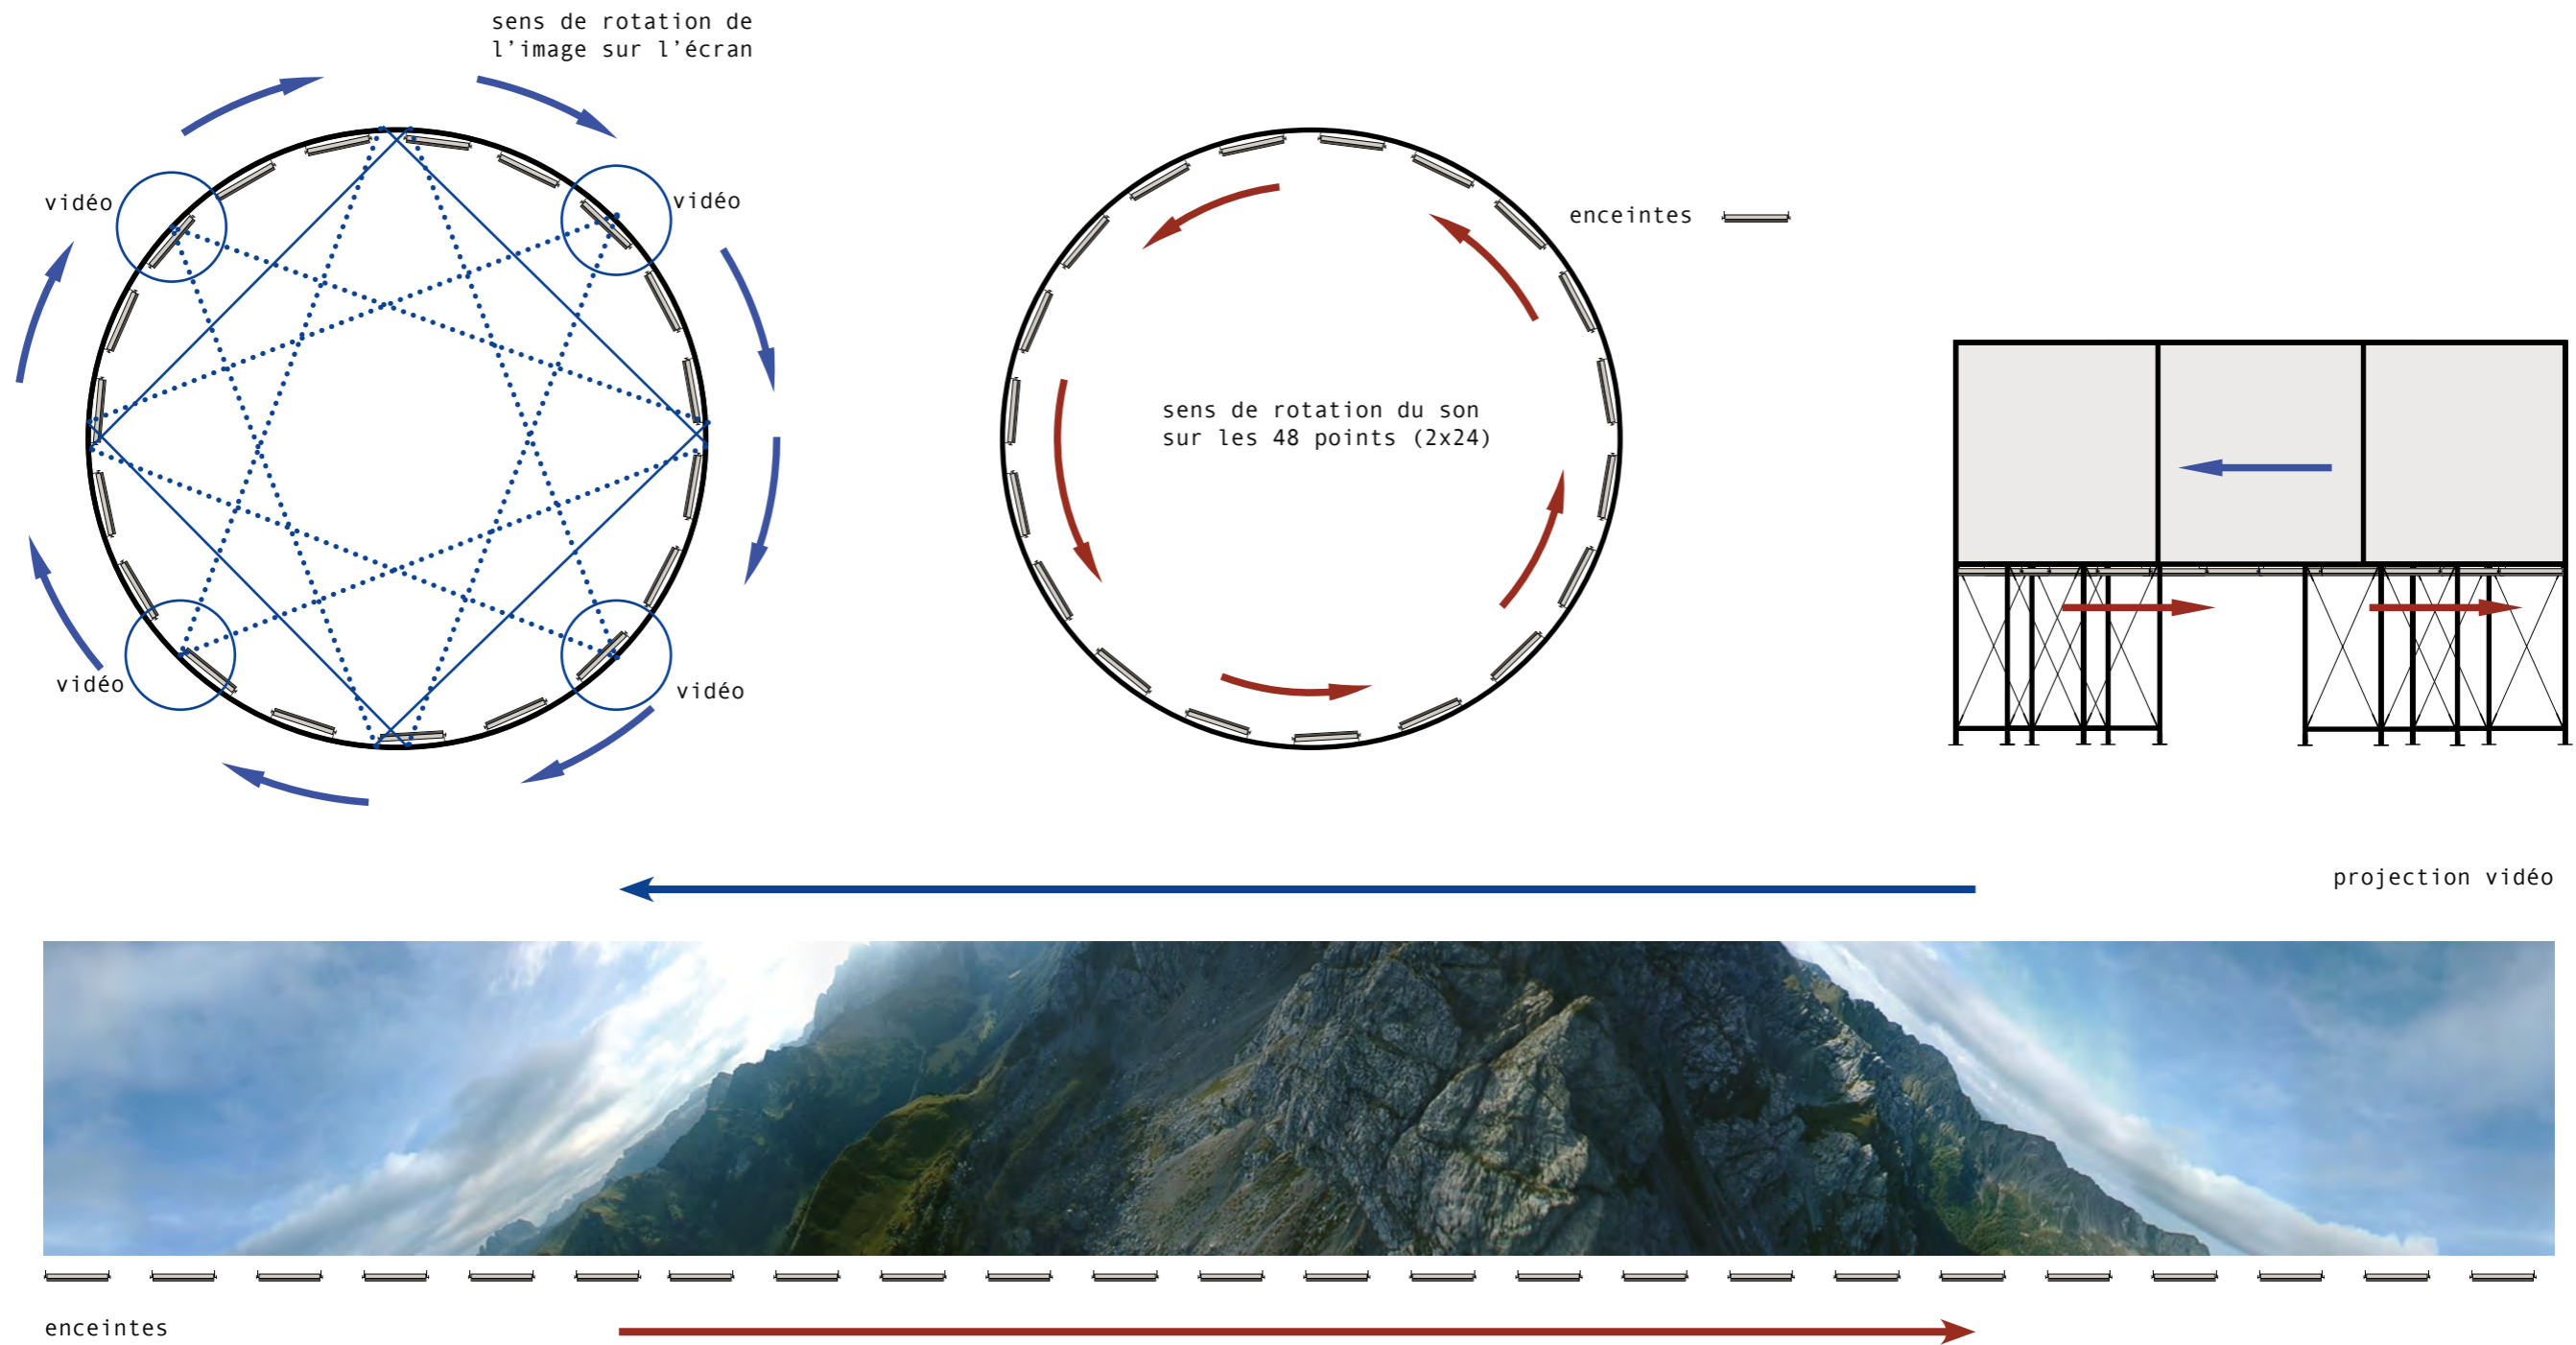 sens de rotation de
l'image sur l'écran
vidéo
vidéo
enceintes
sens de rotation du son
sur les 48 points (2x24)
vidéo
vidéo
projection vidéo
enceintes